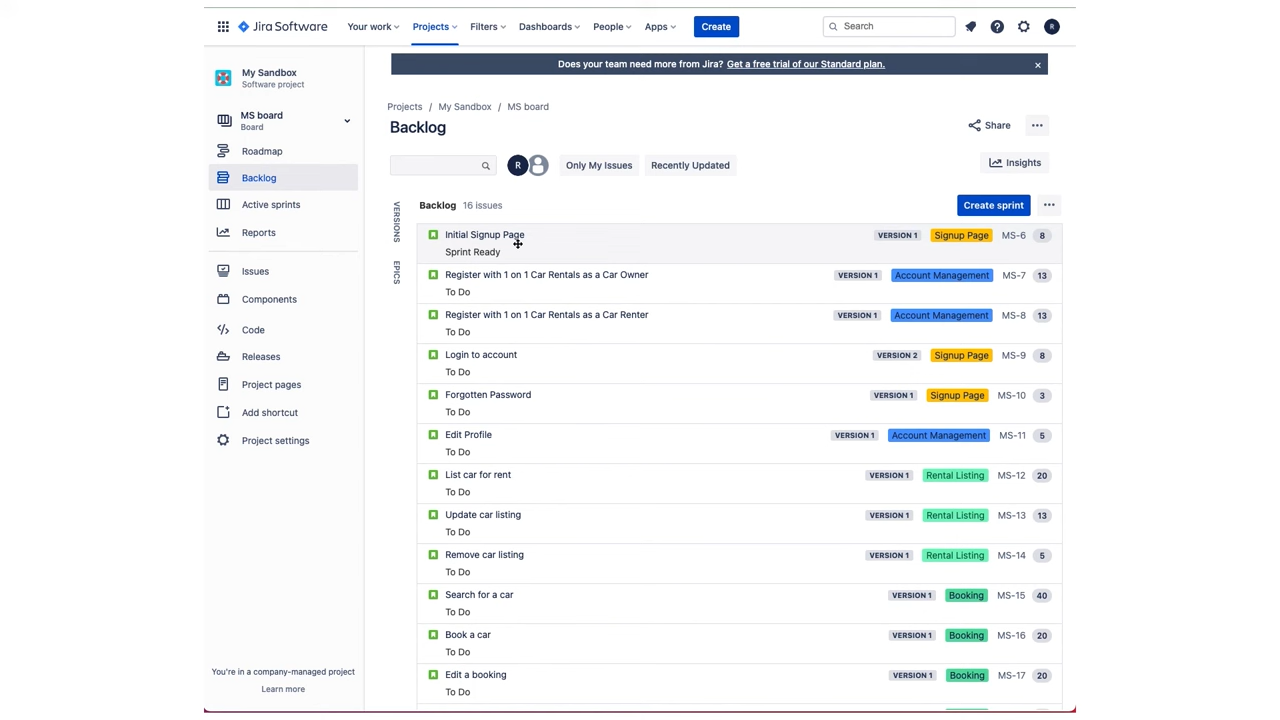 Jira Software
Your work
Projects
Filters
Dashboards
People
Apps
Create
Search
R
My Sandbox
Software project
MS board
Board
Roadmap
Backlog
Active sprints
Reports
Issues
Components
Code
Releases
Project pages
Add shortcut
Project settings
You're in a company-managed project
Learn more
Does your team need more from Jira? Get a free trial of our Standard plan.
Projects / My Sandbox / MS board
Backlog
Share
R
Only My Issues
Recently Updated
Insights
VERSIONS
EPICS
Backlog 16 issues
Create sprint
Initial Signup Page VERSION 1 Signup Page MS-6 8
Sprint Ready
Register with 1 on 1 Car Rentals as a Car Owner VERSION 1 Account Management MS-7 13
To Do
Register with 1 on 1 Car Rentals as a Car Renter VERSION 1 Account Management MS-8 13
To Do
Login to account VERSION 2 Signup Page MS-9 8
To Do
Forgotten Password VERSION 1 Signup Page MS-10 3
To Do
Edit Profile VERSION 1 Account Management MS-11 5
To Do
List car for rent VERSION 1 Rental Listing MS-12 20
To Do
Update car listing VERSION 1 Rental Listing MS-13 13
To Do
Remove car listing VERSION 1 Rental Listing MS-14 5
To Do
Search for a car VERSION 1 Booking MS-15 40
To Do
Book a car VERSION 1 Booking MS-16 20
To Do
Edit a booking VERSION 1 Booking MS-17 20
To Do